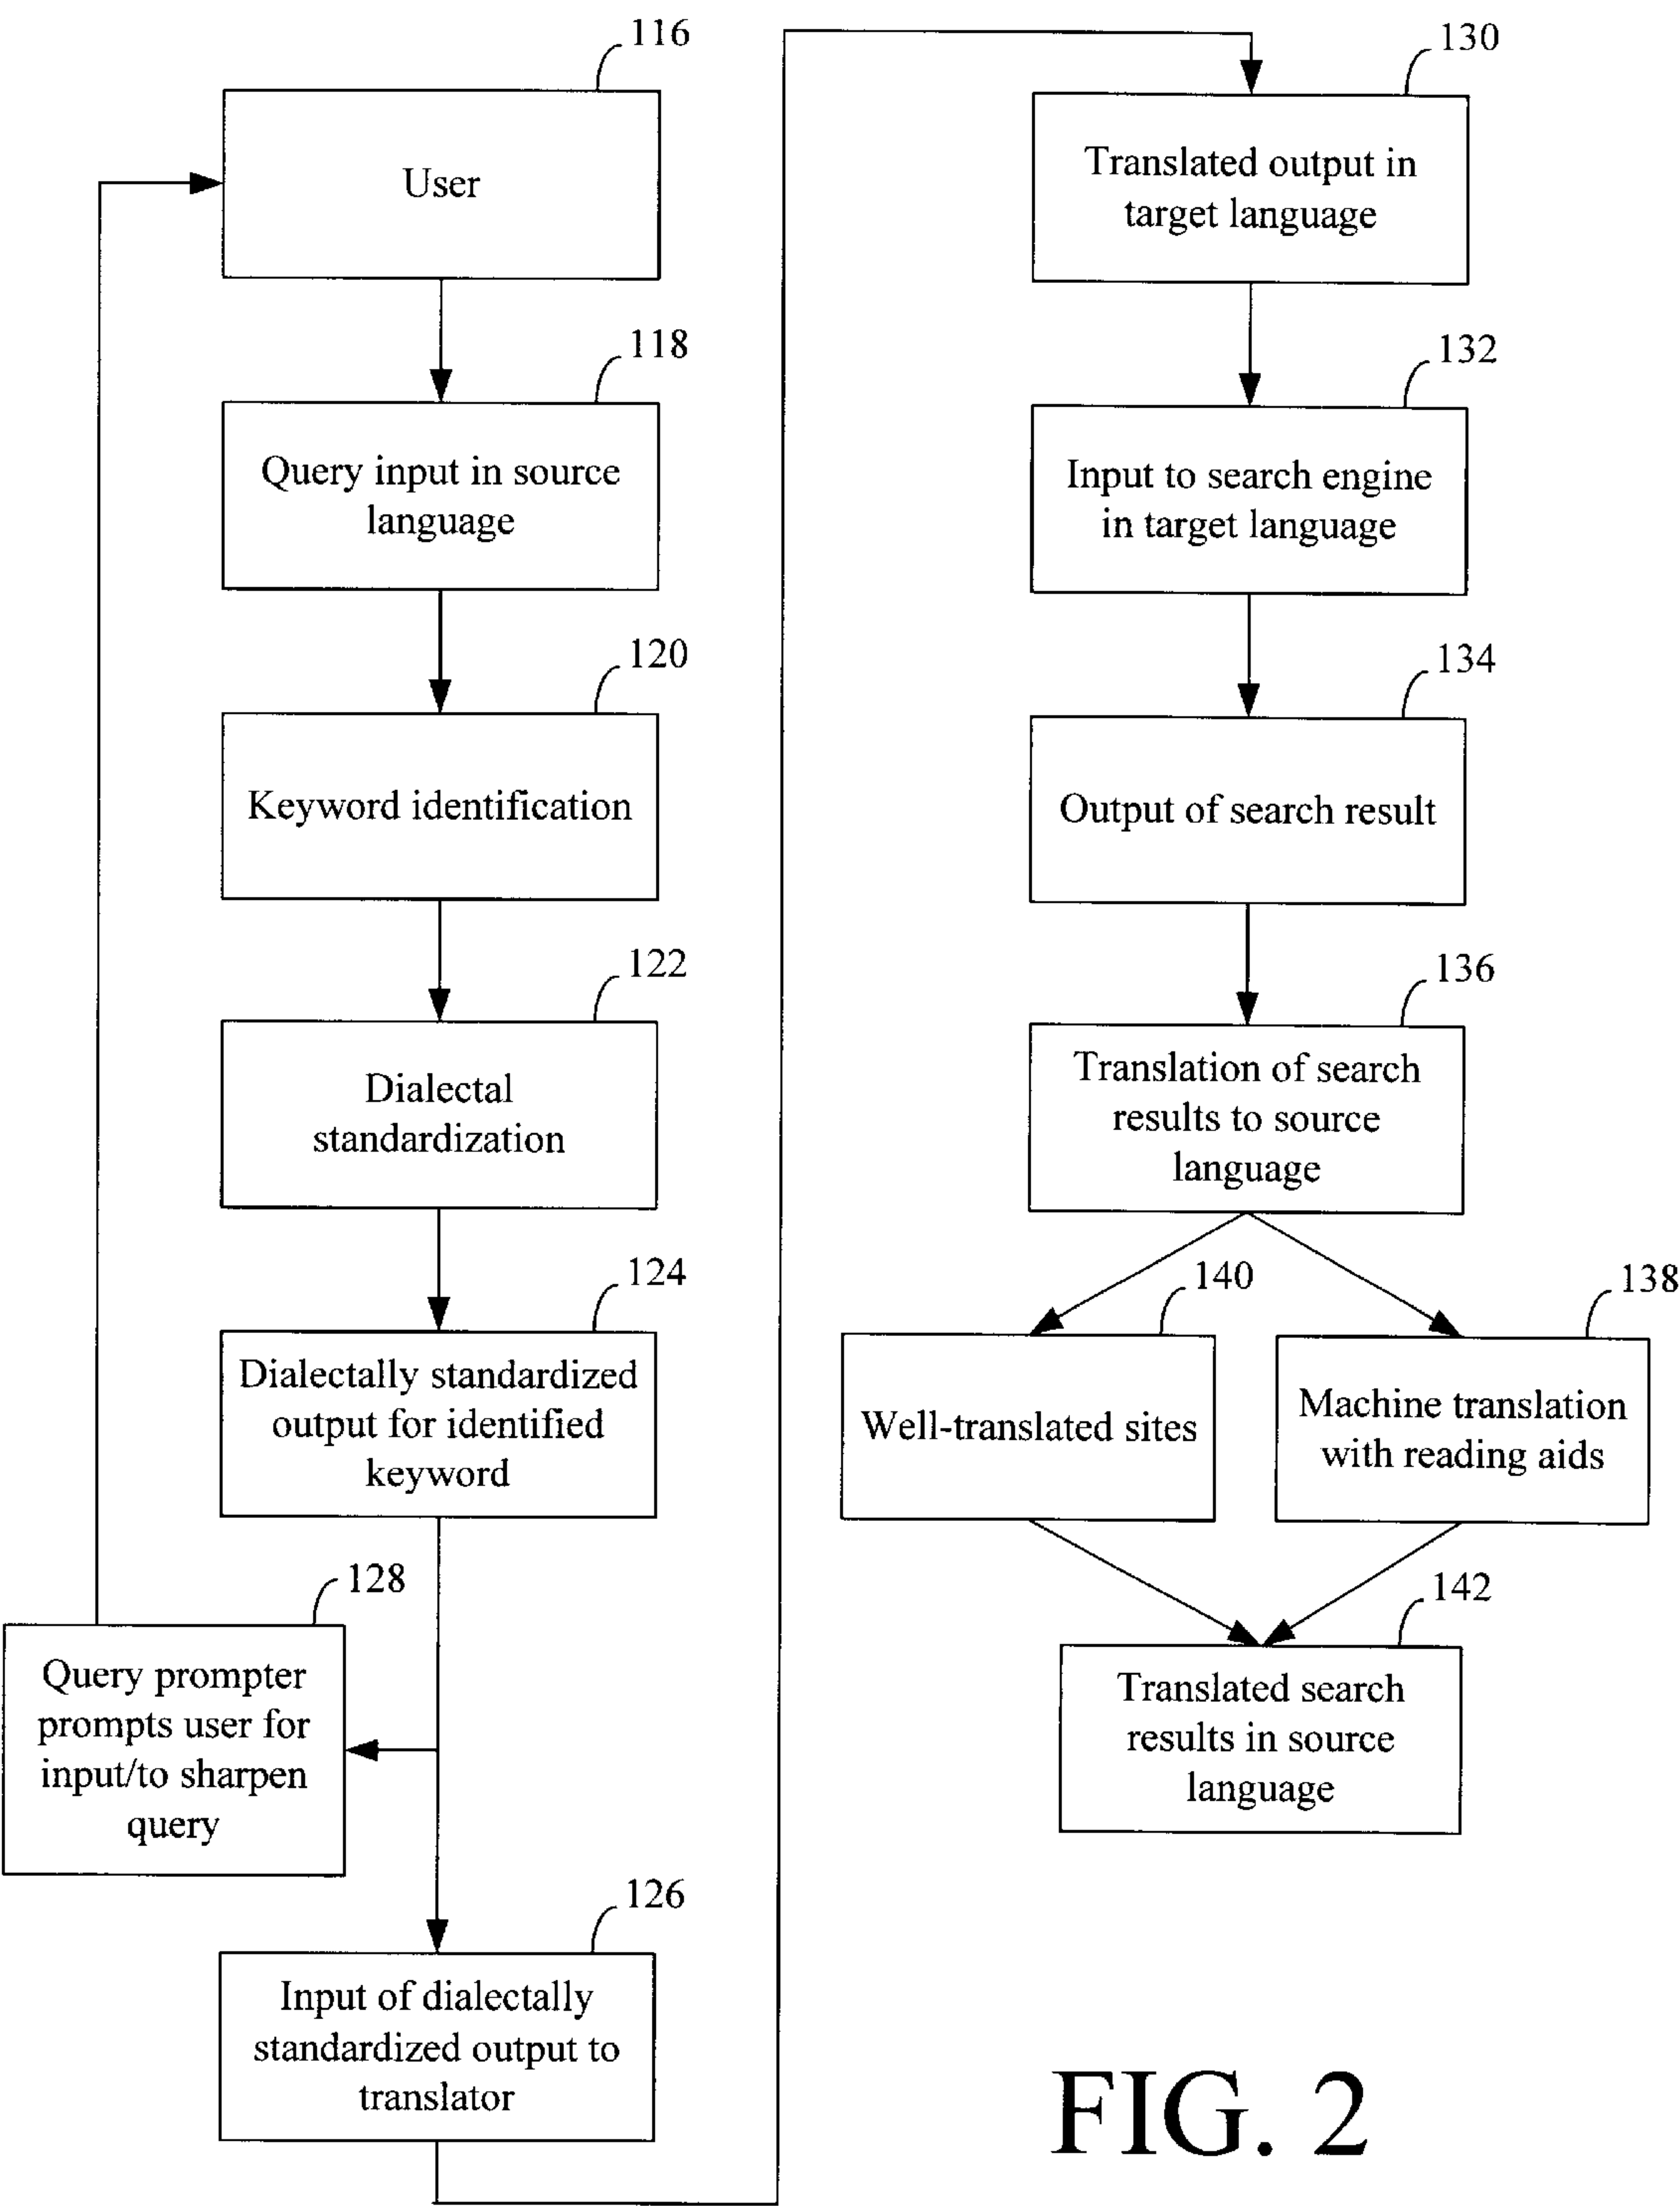 116
User
118
Query input in source
language
120
Keyword identification
122
Dialectal
standardization
124
Dialectally standardized
output for identified
keyword
128
Query prompter
prompts user for
input/to sharpen
query
126
Input of dialectally
standardized output to
translator
130
Translated output in
target language
132
Input to search engine
in target language
134
Output of search result
136
Translation of search
results to source
language
140
Well-translated sites
138
Machine translation
with reading aids
142
Translated search
results in source
language
FIG. 2